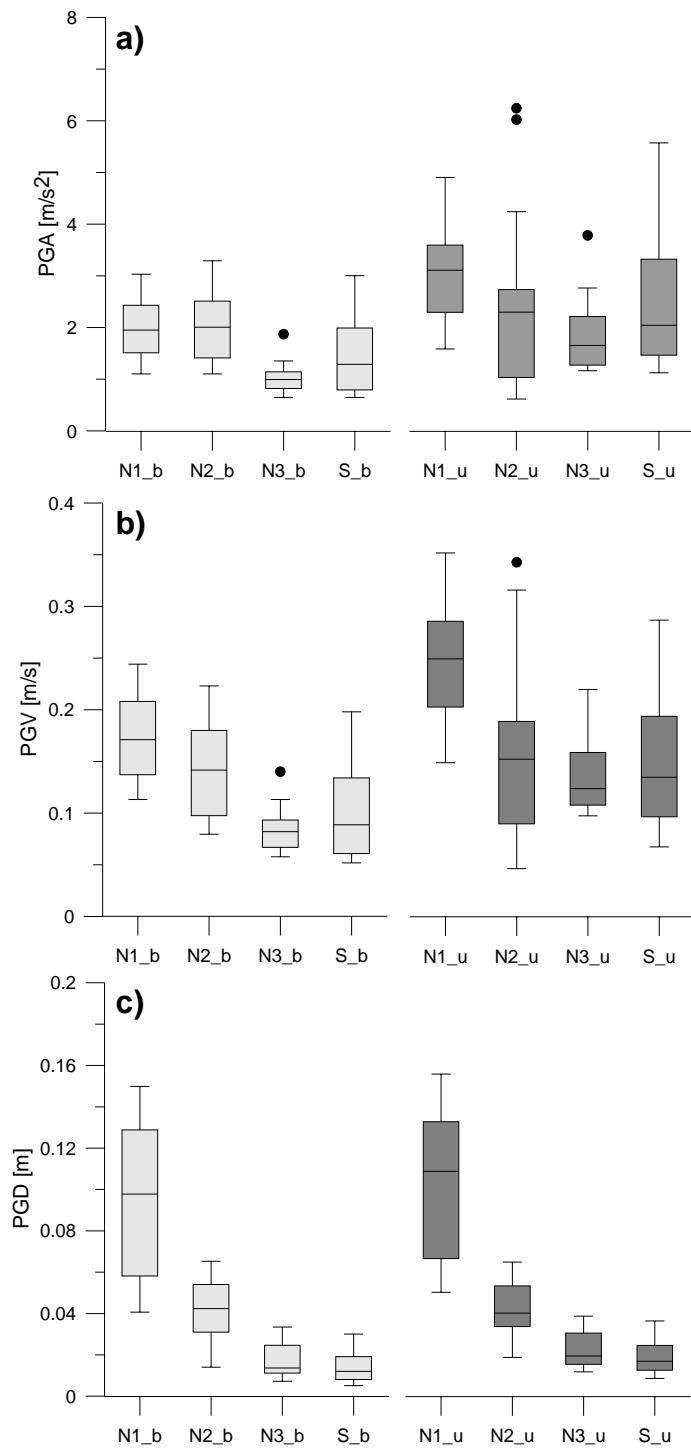 a)
PGA [m/s2]
8
6
4
2
0
N1_b N2_b N3_b S_b N1_u N2_u N3_u S_u
b)
PGV [m/s]
0.4
0.3
0.2
0.1
0
N1_b N2_b N3_b S_b N1_u N2_u N3_u S_u
c)
PGD [m]
0.2
0.16
0.12
0.08
0.04
0
N1_b N2_b N3_b S_b N1_u N2_u N3_u S_u